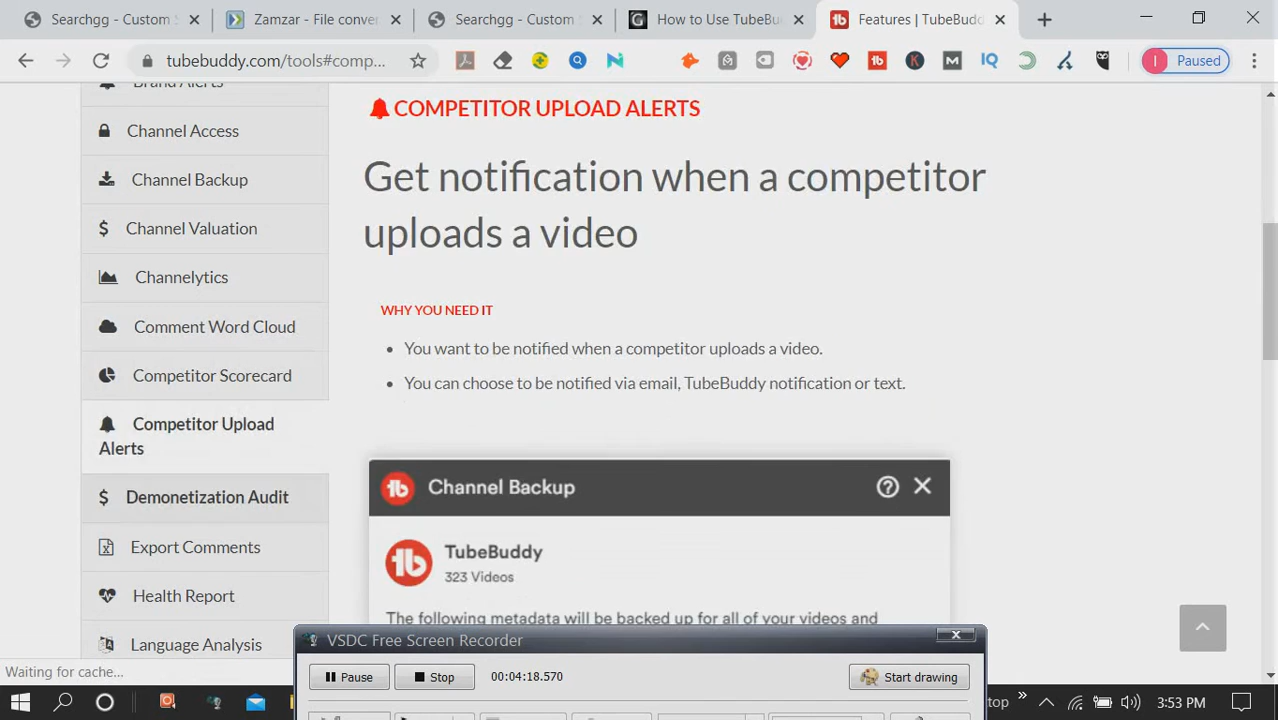 Searchgg - Custom S
Zamzar - File conver
Searchgg - Custom S
How to Use TubeBu
Features | TubeBudd
tubebuddy.com/tools#comp...
Paused
Brand Alerts
Channel Access
Channel Backup
Channel Valuation
Channelytics
Comment Word Cloud
Competitor Scorecard
Competitor Upload
Alerts
Demonetization Audit
Export Comments
Health Report
Language Analysis
COMPETITOR UPLOAD ALERTS
Get notification when a competitor
uploads a video
WHY YOU NEED IT
You want to be notified when a competitor uploads a video.
You can choose to be notified via email, TubeBuddy notification or text.
Channel Backup
TubeBuddy
323 Videos
The following metadata will be backed up for all of your videos and
Waiting for cache...
VSDC Free Screen Recorder
Pause
Stop
00:04:18.570
Start drawing
top
3:53 PM